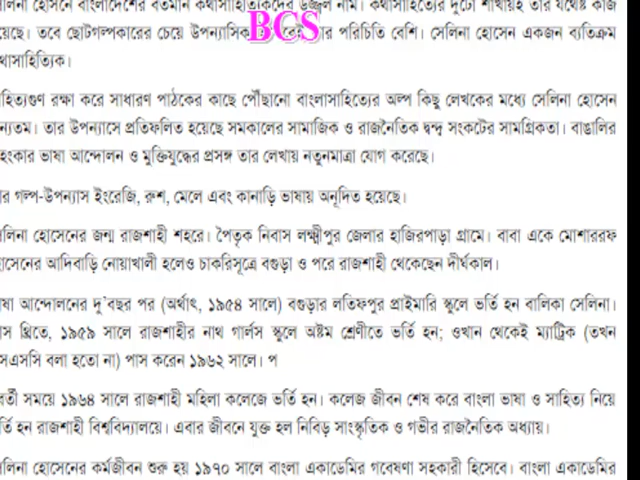 লিনা হোসেন বাংলাদেশের বর্তমান কথাসাহিত্যিকদের উজ্জ্বল নাম। কথাসাহিত্যের দুটো শাখায়ই তার যথেষ্ট কাজ
BCS
য়েছে। তবে ছোটগল্পকারের চেয়ে উপন্যাসিক তার পরিচিতি বেশি। সেলিনা হোসেন একজন ব্যতিক্রম
থাসাহিত্যিক।
হিত্যগুণ রক্ষা করে সাধারণ পাঠকের কাছে পৌঁছানো বাংলাসাহিত্যের অল্প কিছু লেখকের মধ্যে সেলিনা হোসেন
ন্যতম। তার উপন্যাসে প্রতিফলিত হয়েছে সমকালের সামাজিক ও রাজনৈতিক দ্বন্দ্ব সংকটের সামগ্রিকতা। বাঙালির
হংকার ভাষা আন্দোলন ও মুক্তিযুদ্ধের প্রসঙ্গ তার লেখায় নতুনমাত্রা যোগ করেছে।
র গল্প-উপন্যাস ইংরেজি, রুশ, মেলে এবং কানাড়ি ভাষায় অনূদিত হয়েছে।
লিনা হোসেনের জন্ম রাজশাহী শহরে। পৈতৃক নিবাস লক্ষ্মীপুর জেলার হাজিরপাড়া গ্রামে। বাবা একে মোশাররফ
াসেনের আদিবাড়ি নোয়াখালী হলেও চাকরিসূত্রে বগুড়া ও পরে রাজশাহী থেকেছেন দীর্ঘকাল।
ষা আন্দোলনের দু'বছর পর (অর্থাৎ, ১৯৫৪ সালে) বগুড়ার লতিফপুর প্রাইমারি স্কুলে ভর্তি হন বালিকা সেলিনা।
াস থ্রিতে, ১৯৫৯ সালে রাজশাহীর নাথ গার্লস স্কুলে অষ্টম শ্রেণীতে ভর্তি হন; ওখান থেকেই ম্যাট্রিক (তখন
সএসসি বলা হতো না) পাস করেন ১৯৬২ সালে। প
বর্তী সময়ে ১৯৬৪ সালে রাজশাহী মহিলা কলেজে ভর্তি হন। কলেজ জীবন শেষ করে বাংলা ভাষা ও সাহিত্য নিয়ে
র্তি হন রাজশাহী বিশ্ববিদ্যালয়ে। এবার জীবনে যুক্ত হল নিবিড় সাংস্কৃতিক ও গভীর রাজনৈতিক অধ্যায়।
লিনা হোসেনের কর্মজীবন শুরু হয় ১৯৭০ সালে বাংলা একাডেমির গবেষণা সহকারী হিসেবে। বাংলা একাডেমির